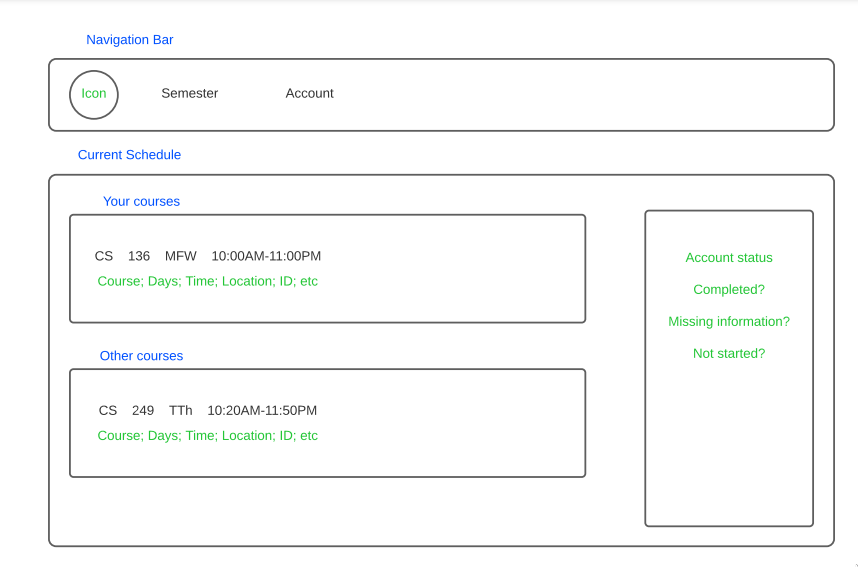 Navigation Bar
Icon Semester Account
Current Schedule
Your courses
CS 136 MFW 10:00AM-11:00PM
Course; Days; Time; Location; ID; etc
Other courses
CS 249 TTh 10:20AM-11:50PM
Course; Days; Time; Location; ID; etc
Account status
Completed?
Missing information?
Not started?